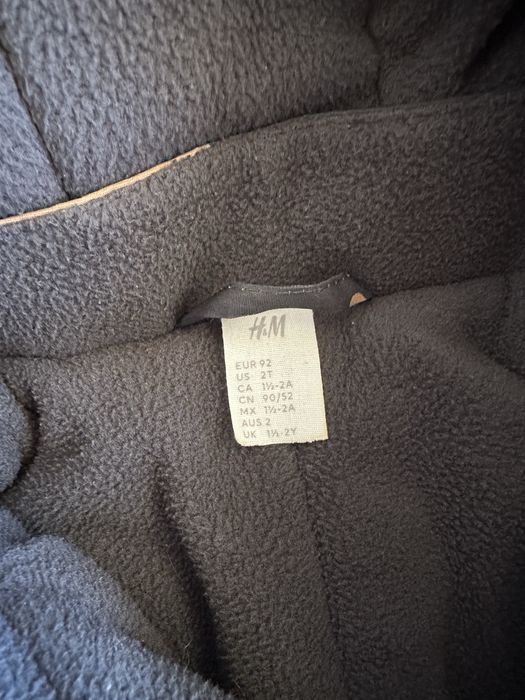 H&M
EUR 92
US 2T
CA 1½-2A
CN 90/52
MX 1½-2A
AUS 2
UK 1½-2Y